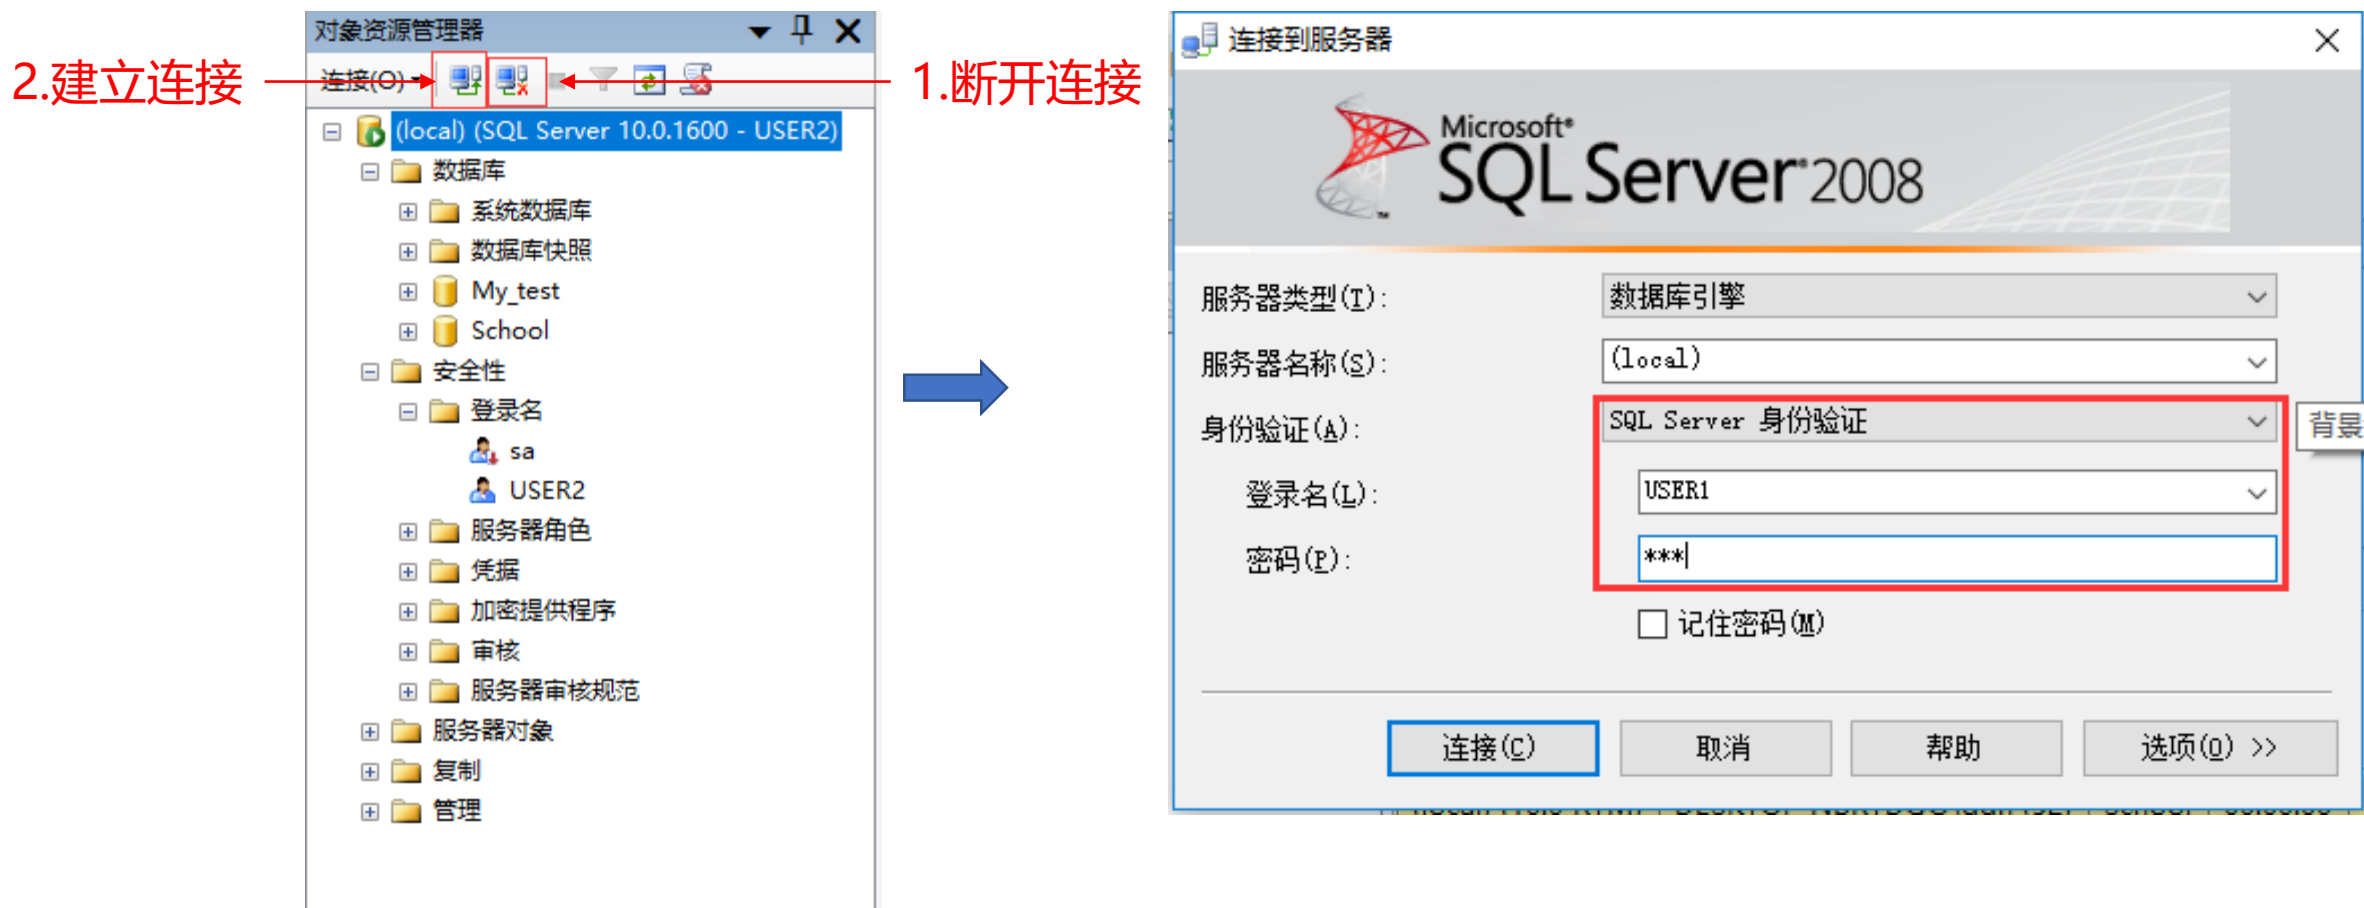 2.建立连接
1.断开连接
对象资源管理器
连接(O)
(local) (SQL Server 10.0.1600 - USER2)
数据库
系统数据库
数据库快照
My_test
School
安全性
登录名
sa
USER2
服务器角色
凭据
加密提供程序
审核
服务器审核规范
服务器对象
复制
管理
连接到服务器
Microsoft®
SQL Server® 2008
服务器类型(T): 数据库引擎
服务器名称(S): (local)
身份验证(A): SQL Server 身份验证
登录名(L): USER1
密码(P): ***
记住密码(M)
连接(C) 取消 帮助 选项(O) >>
背景